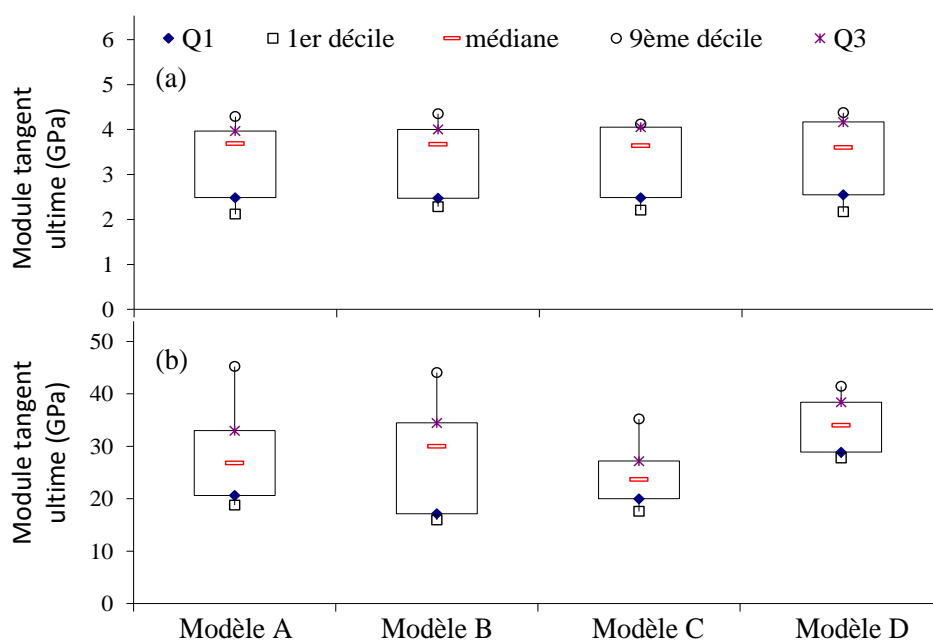 Q1 1er décile médiane 9ème décile Q3
(a)
Module tangent
ultime (GPa)
6
5
4
3
2
1
0
(b)
Module tangent
ultime (GPa)
50
40
30
20
10
0
Modèle A Modèle B Modèle C Modèle D